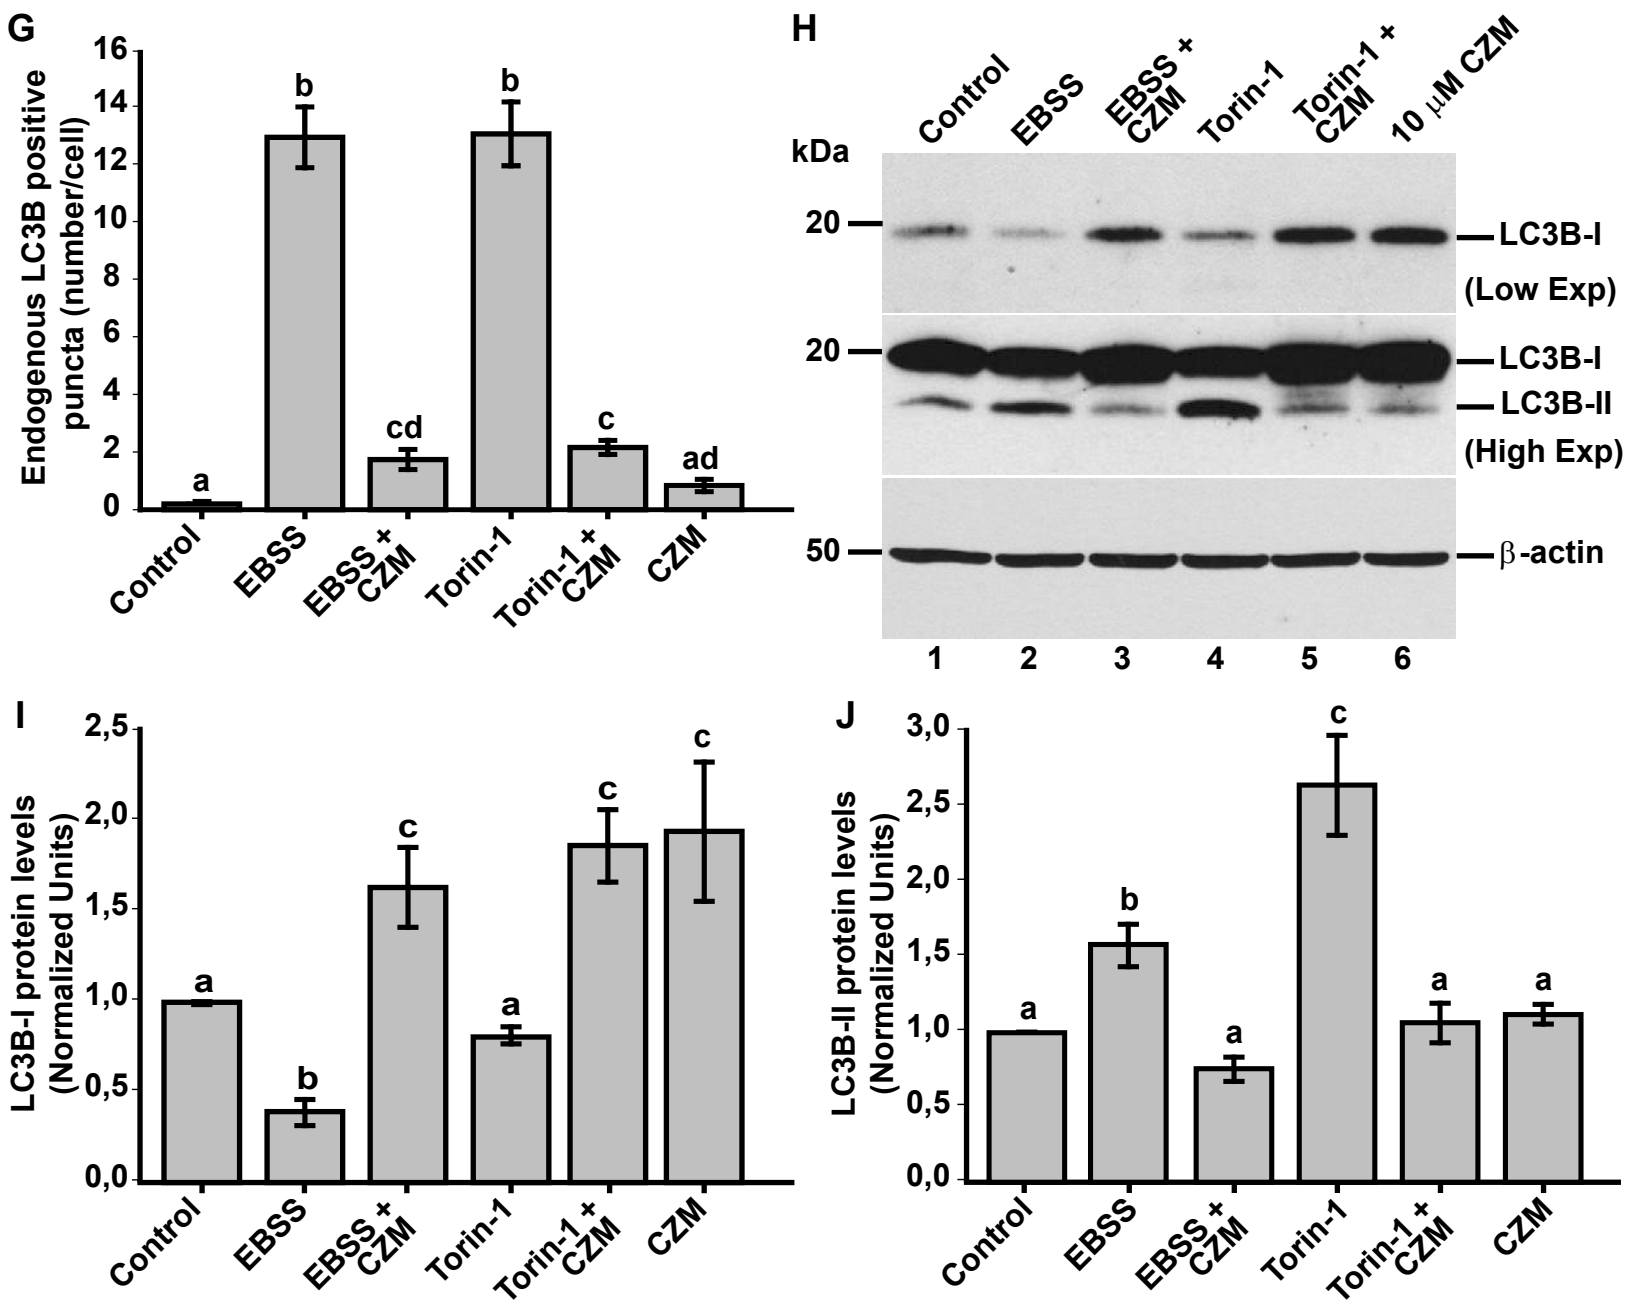 G
Endogenous LC3B positive
puncta (number/cell)
16
14
12
10
8
6
4
2
0
a
b
cd
b
c
ad
Control
EBSS
EBSS +
CZM
Torin-1
Torin-1 +
CZM
CZM
H
Control
EBSS
EBSS +
CZM
Torin-1
Torin-1 +
CZM
10 µM CZM
kDa
20
LC3B-I
(Low Exp)
20
LC3B-I
LC3B-II
(High Exp)
50
β-actin
1 2 3 4 5 6
I
LC3B-I protein levels
(Normalized Units)
2,5
2,0
1,5
1,0
0,5
0,0
a
b
c
a
c
c
Control
EBSS
EBSS +
CZM
Torin-1
Torin-1 +
CZM
CZM
J
LC3B-II protein levels
(Normalized Units)
3,0
2,5
2,0
1,5
1,0
0,5
0,0
a
b
a
c
a
a
Control
EBSS
EBSS +
CZM
Torin-1
Torin-1 +
CZM
CZM